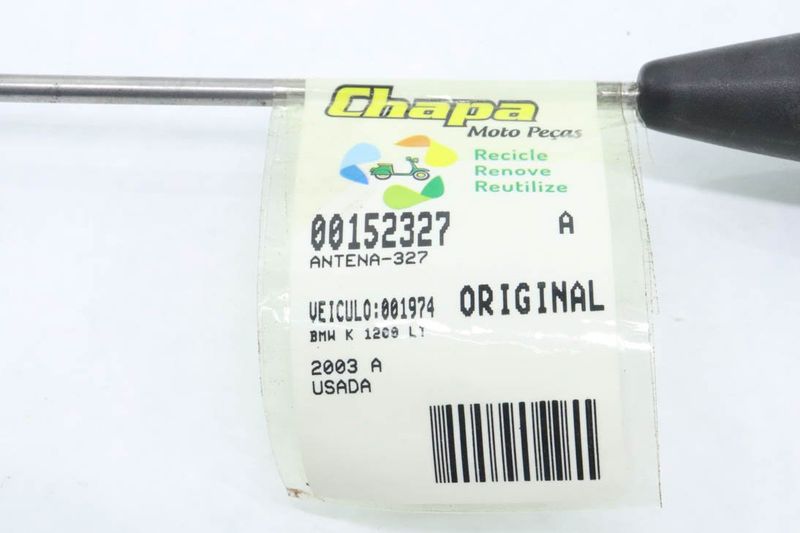 Chapa
Moto Peças
Recicle
Renove
Reutilize
00152327 A
ANTENA-327
VEICULO:001974 ORIGINAL
BMW K 1200 LT
2003 A
USADA